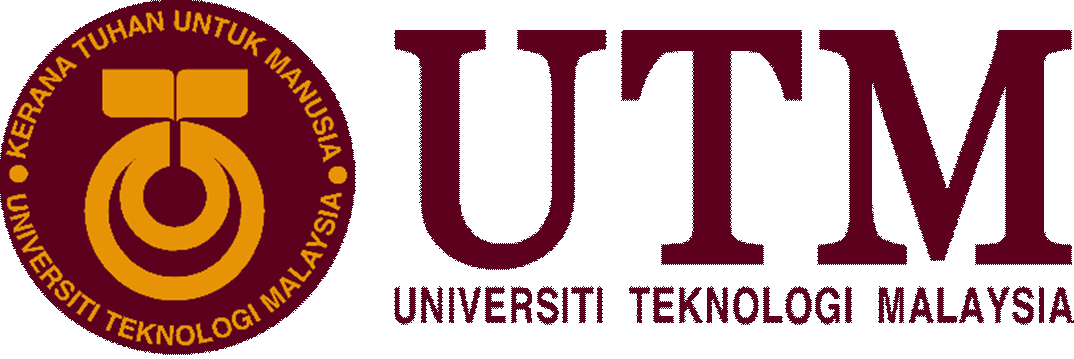 KERANA TUHAN UNTUK MANUSIA
UNIVERSITI TEKNOLOGI MALAYSIA
UTM
UNIVERSITI TEKNOLOGI MALAYSIA